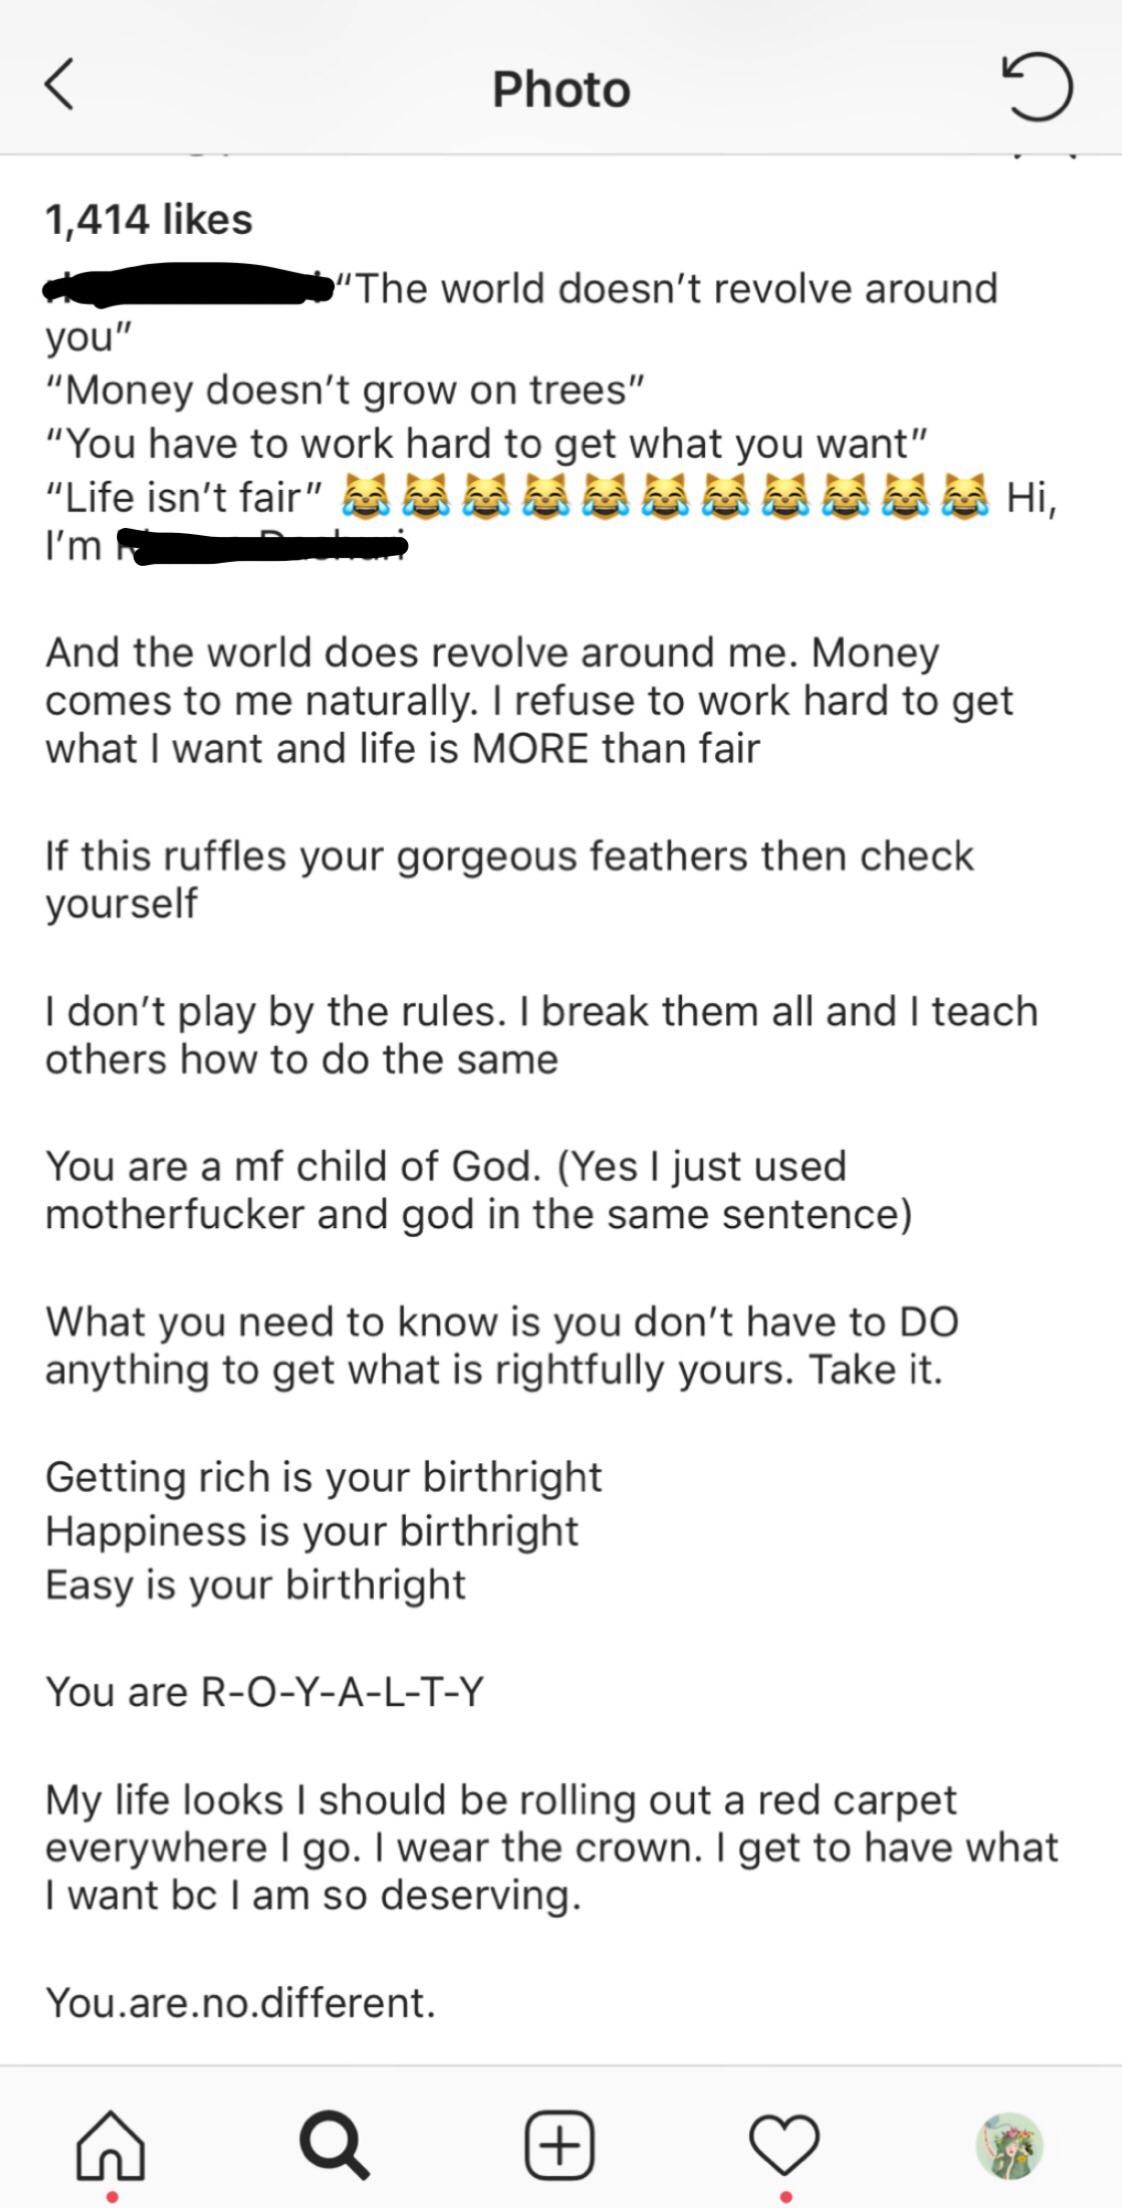 Photo
1,414 likes
"The world doesn't revolve around
you"
"Money doesn't grow on trees"
"You have to work hard to get what you want"
"Life isn't fair" 😹😹😹😹😹😹😹😹😹😹😹 Hi,
I'm
And the world does revolve around me. Money
comes to me naturally. I refuse to work hard to get
what I want and life is MORE than fair
If this ruffles your gorgeous feathers then check
yourself
I don't play by the rules. I break them all and I teach
others how to do the same
You are a mf child of God. (Yes I just used
motherfucker and god in the same sentence)
What you need to know is you don't have to DO
anything to get what is rightfully yours. Take it.
Getting rich is your birthright
Happiness is your birthright
Easy is your birthright
You are R-O-Y-A-L-T-Y
My life looks I should be rolling out a red carpet
everywhere I go. I wear the crown. I get to have what
I want bc I am so deserving.
You.are.no.different.